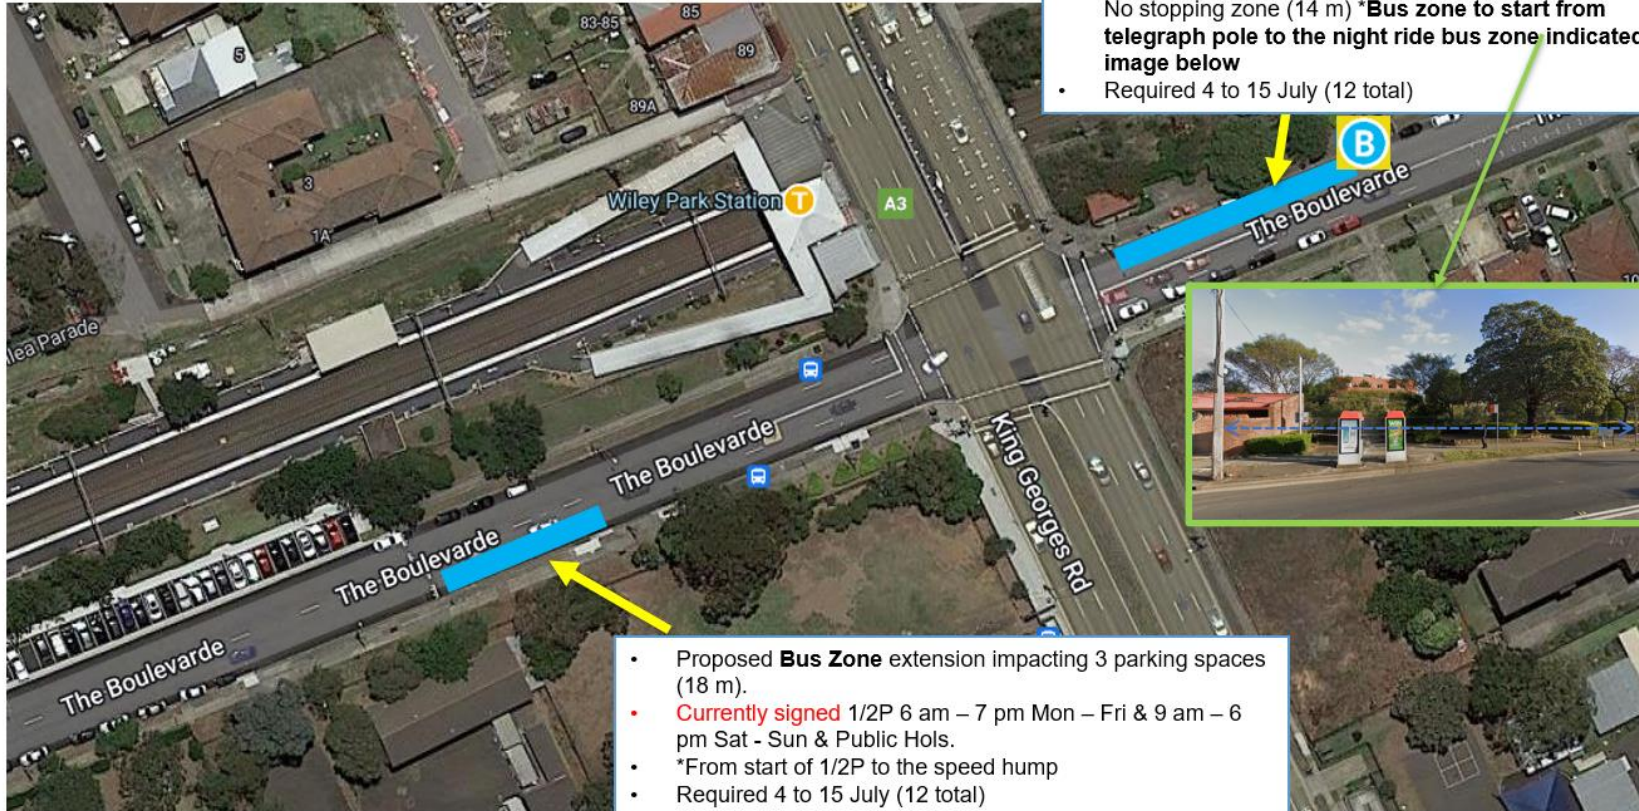 No stopping zone (14 m) *Bus zone to start from
telegraph pole to the night ride bus zone indicated
image below
• Required 4 to 15 July (12 total)
83-85
85
5
89
89A
B
3
Wiley Park Station T
A3
The Boulevarde
1A
lea Parade
The Boulevarde
King Georges Rd
The Boulevarde
The Boulevarde
• Proposed Bus Zone extension impacting 3 parking spaces
(18 m).
• Currently signed 1/2P 6 am – 7 pm Mon – Fri & 9 am – 6
pm Sat - Sun & Public Hols.
• *From start of 1/2P to the speed hump
• Required 4 to 15 July (12 total)